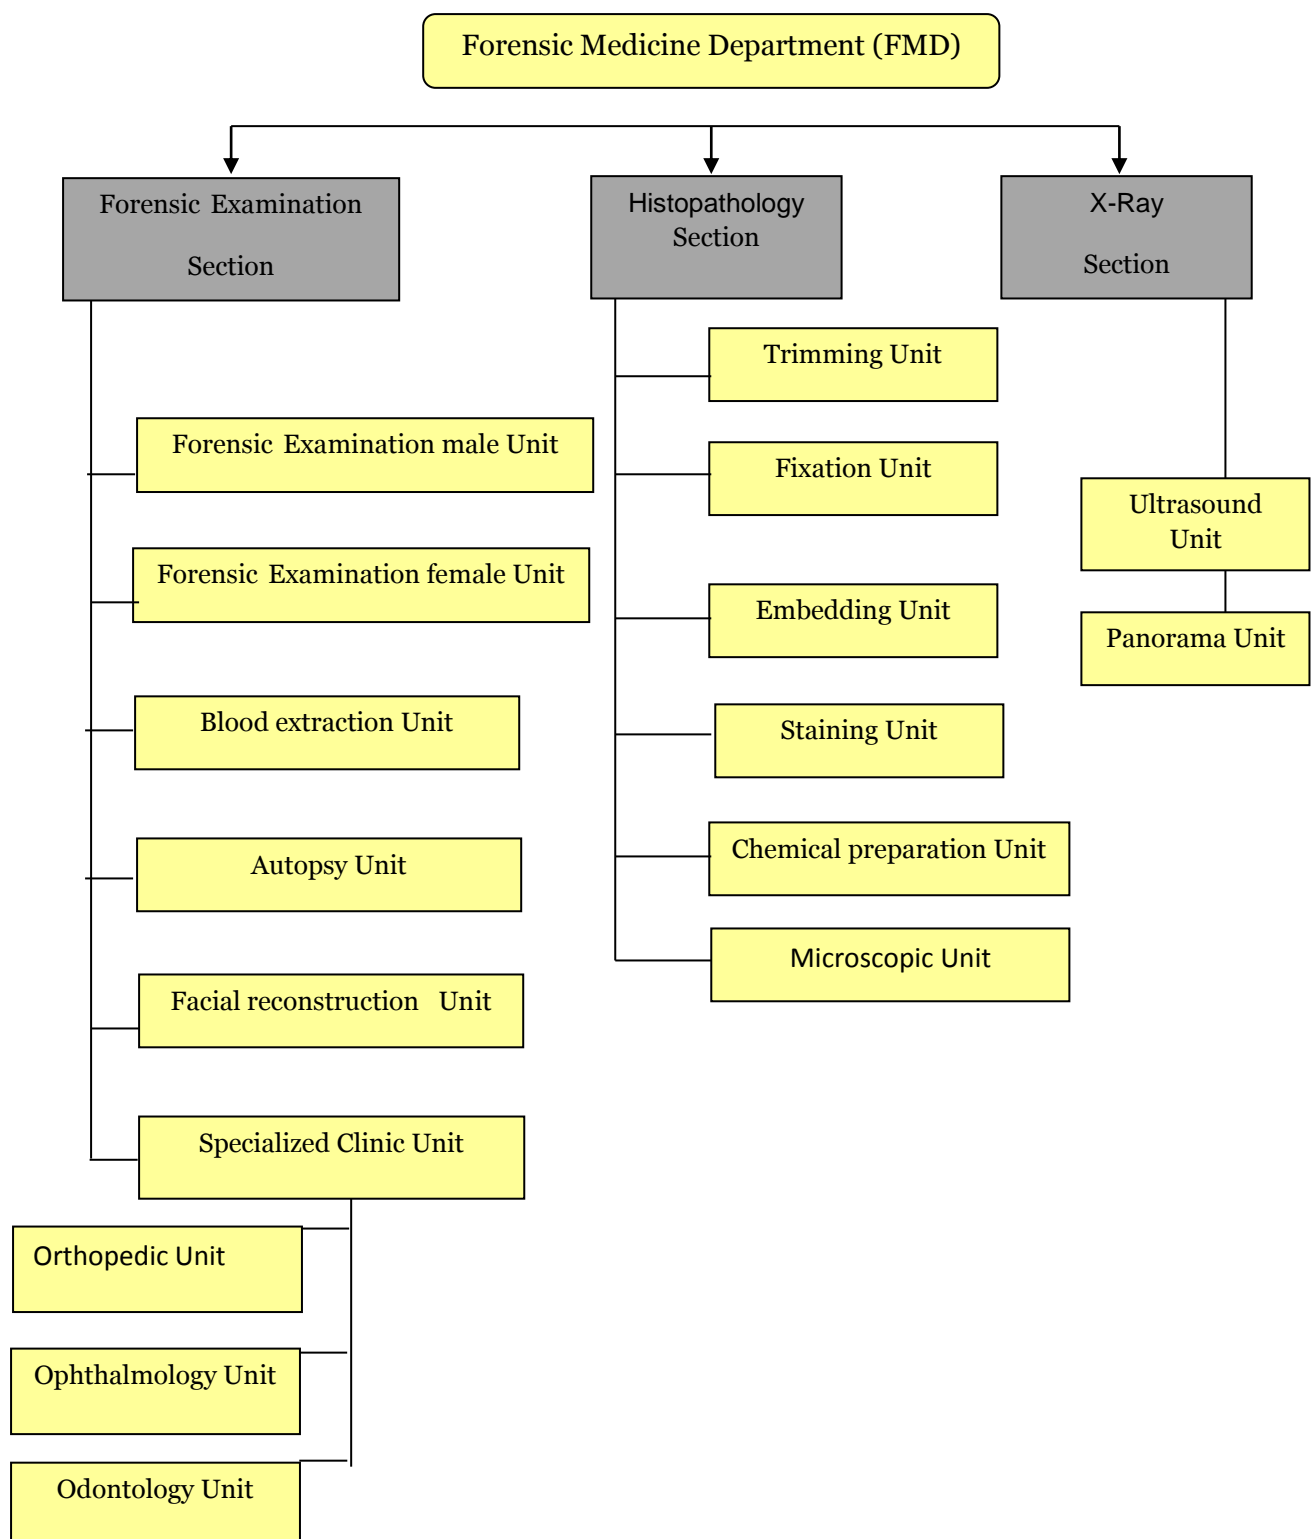 Forensic Medicine Department (FMD)
Forensic Examination
Section
Forensic Examination male Unit
Forensic Examination female Unit
Blood extraction Unit
Autopsy Unit
Facial reconstruction Unit
Specialized Clinic Unit
Orthopedic Unit
Ophthalmology Unit
Odontology Unit
Histopathology
Section
Trimming Unit
Fixation Unit
Embedding Unit
Staining Unit
Chemical preparation Unit
Microscopic Unit
X-Ray
Section
Ultrasound
Unit
Panorama Unit